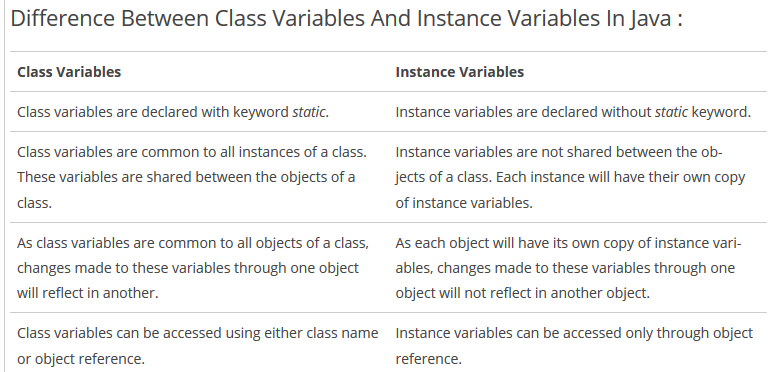 Difference Between Class Variables And Instance Variables In Java :
Class Variables
Instance Variables
Class variables are declared with keyword static.
Instance variables are declared without static keyword.
Class variables are common to all instances of a class.
These variables are shared between the objects of a
class.
Instance variables are not shared between the ob-
jects of a class. Each instance will have their own copy
of instance variables.
As class variables are common to all objects of a class,
changes made to these variables through one object
will reflect in another.
As each object will have its own copy of instance vari-
ables, changes made to these variables through one
object will not reflect in another object.
Class variables can be accessed using either class name
or object reference.
Instance variables can be accessed only through object
reference.